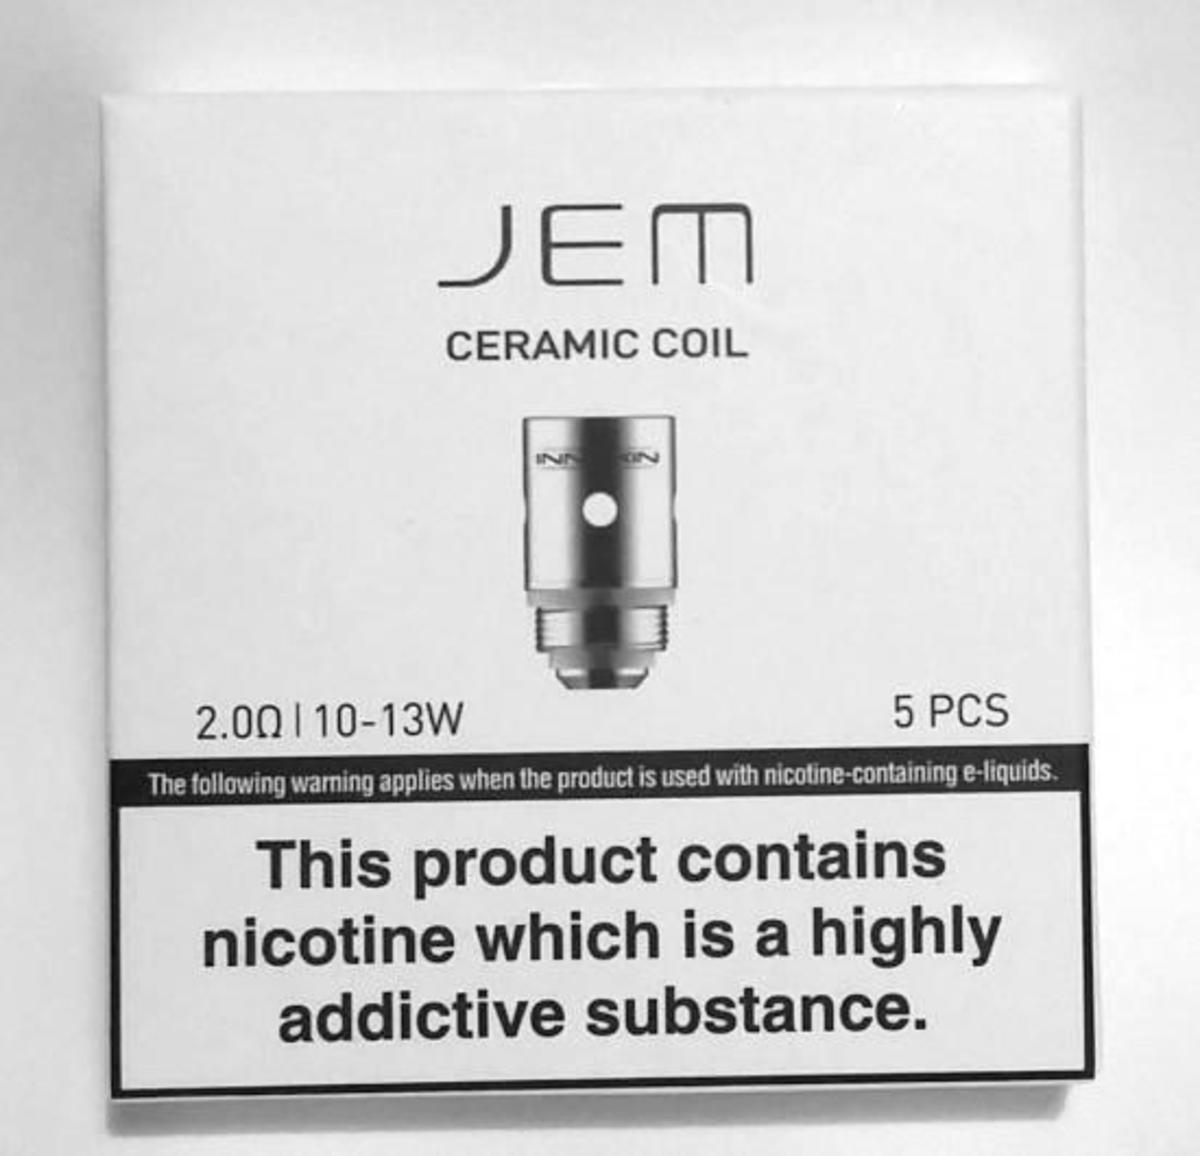 JEM
CERAMIC COIL
2.0Ω | 10-13W
5 PCS
The following warning applies when the product is used with nicotine-containing e-liquids.
This product contains
nicotine which is a highly
addictive substance.